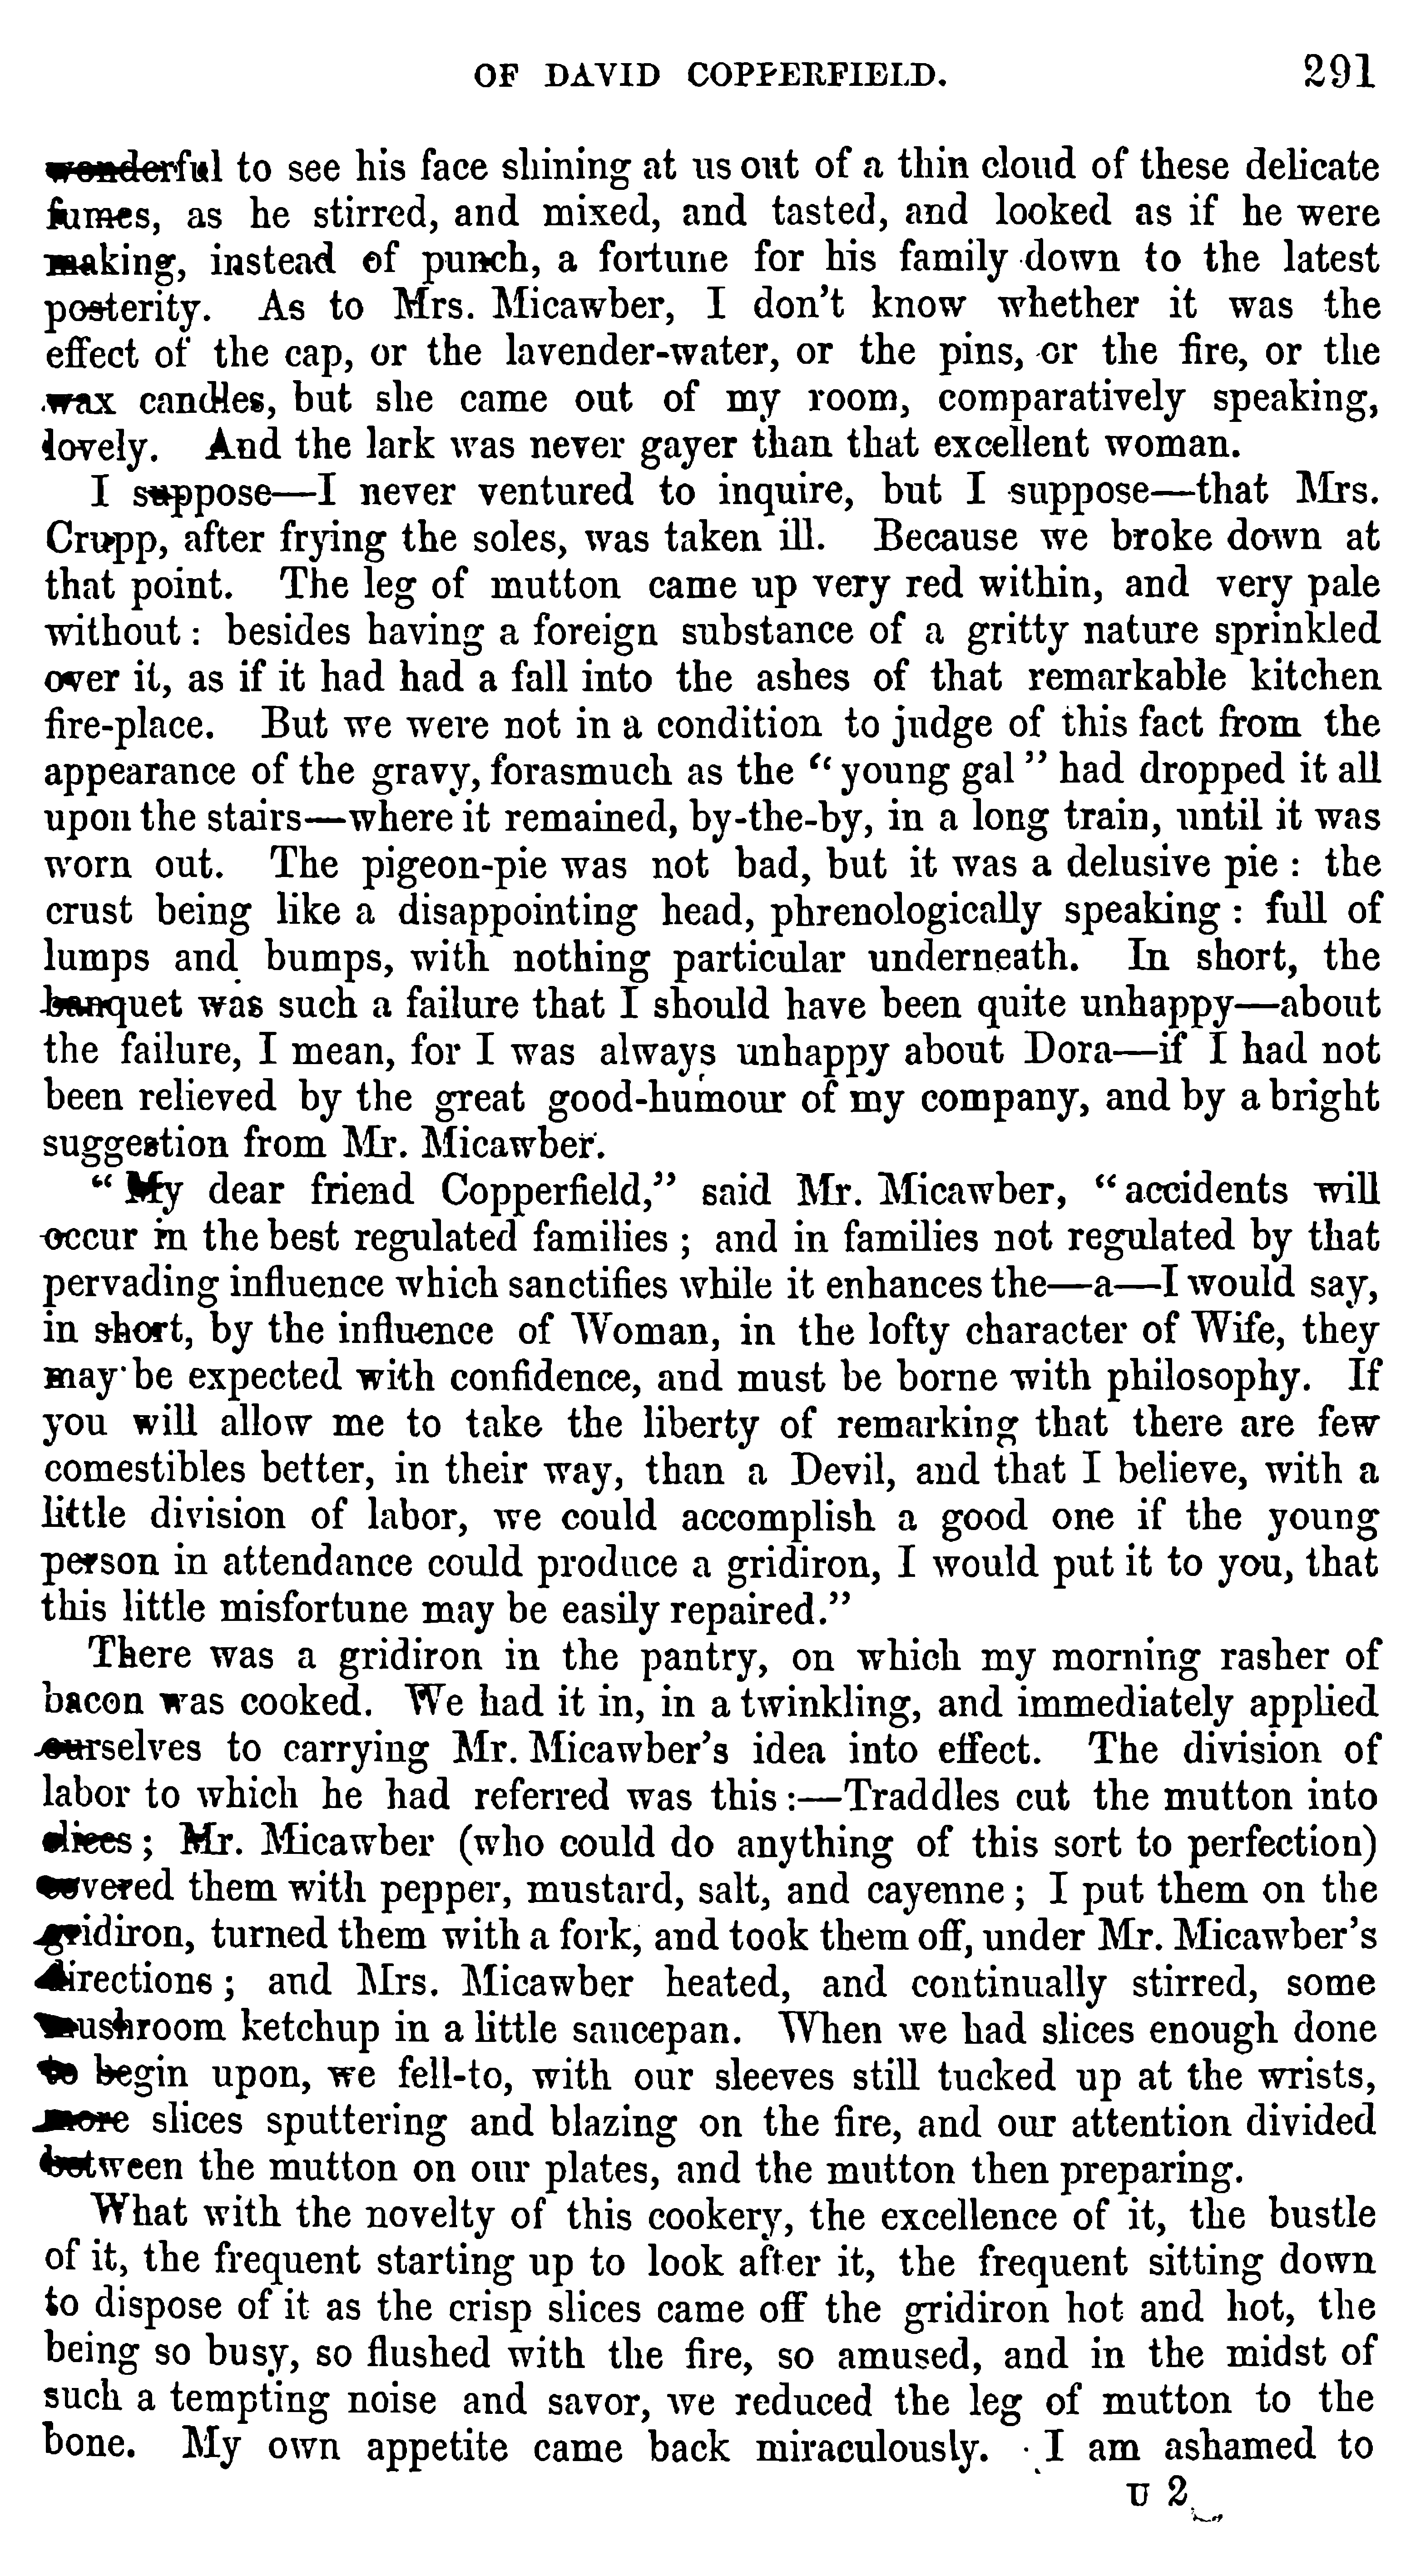 OF DAVID COPPERFIELD. 291
wonderful to see his face shining at us out of a thin cloud of these delicate
fumes, as he stirred, and mixed, and tasted, and looked as if he were
making, instead of punch, a fortune for his family down to the latest
posterity. As to Mrs. Micawber, I don't know whether it was the
effect of the cap, or the lavender-water, or the pins, or the fire, or the
wax candles, but she came out of my room, comparatively speaking,
lovely. And the lark was never gayer than that excellent woman.
I suppose—I never ventured to inquire, but I suppose—that Mrs.
Crupp, after frying the soles, was taken ill. Because we broke down at
that point. The leg of mutton came up very red within, and very pale
without: besides having a foreign substance of a gritty nature sprinkled
over it, as if it had had a fall into the ashes of that remarkable kitchen
fire-place. But we were not in a condition to judge of this fact from the
appearance of the gravy, forasmuch as the "young gal" had dropped it all
upon the stairs—where it remained, by-the-by, in a long train, until it was
worn out. The pigeon-pie was not bad, but it was a delusive pie: the
crust being like a disappointing head, phrenologically speaking: full of
lumps and bumps, with nothing particular underneath. In short, the
banquet was such a failure that I should have been quite unhappy—about
the failure, I mean, for I was always unhappy about Dora—if I had not
been relieved by the great good-humour of my company, and by a bright
suggestion from Mr. Micawber.
"My dear friend Copperfield," said Mr. Micawber, "accidents will
occur in the best regulated families; and in families not regulated by that
pervading influence which sanctifies while it enhances the—a—I would say,
in short, by the influence of Woman, in the lofty character of Wife, they
may be expected with confidence, and must be borne with philosophy. If
you will allow me to take the liberty of remarking that there are few
comestibles better, in their way, than a Devil, and that I believe, with a
little division of labor, we could accomplish a good one if the young
person in attendance could produce a gridiron, I would put it to you, that
this little misfortune may be easily repaired."
There was a gridiron in the pantry, on which my morning rasher of
bacon was cooked. We had it in, in a twinkling, and immediately applied
ourselves to carrying Mr. Micawber's idea into effect. The division of
labor to which he had referred was this:—Traddles cut the mutton into
slices; Mr. Micawber (who could do anything of this sort to perfection)
covered them with pepper, mustard, salt, and cayenne; I put them on the
gridiron, turned them with a fork, and took them off, under Mr. Micawber's
directions; and Mrs. Micawber heated, and continually stirred, some
mushroom ketchup in a little saucepan. When we had slices enough done
to begin upon, we fell-to, with our sleeves still tucked up at the wrists,
more slices sputtering and blazing on the fire, and our attention divided
between the mutton on our plates, and the mutton then preparing.
What with the novelty of this cookery, the excellence of it, the bustle
of it, the frequent starting up to look after it, the frequent sitting down
to dispose of it as the crisp slices came off the gridiron hot and hot, the
being so busy, so flushed with the fire, so amused, and in the midst of
such a tempting noise and savor, we reduced the leg of mutton to the
bone. My own appetite came back miraculously. I am ashamed to
U 2